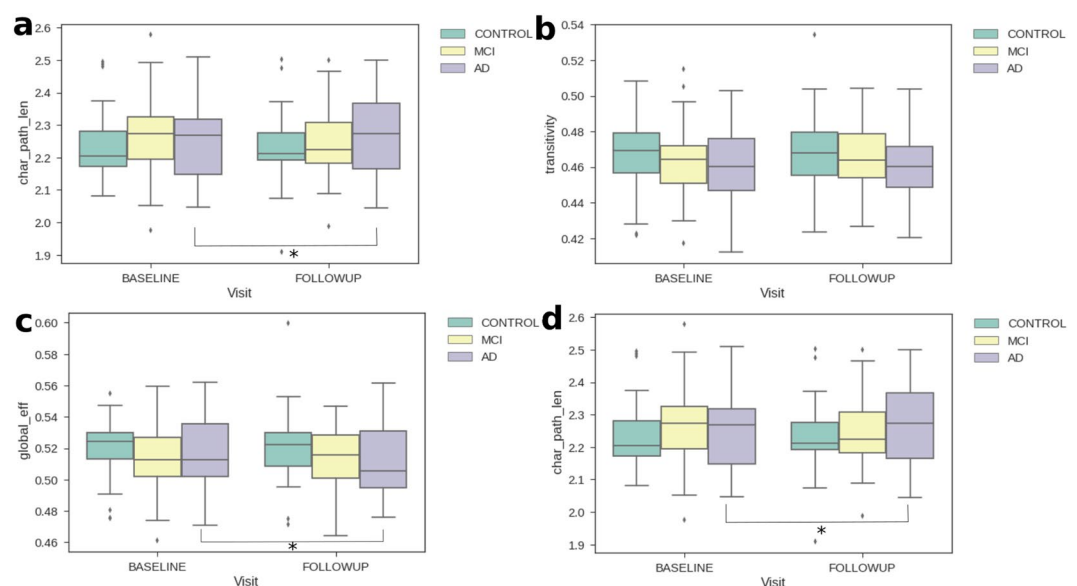 a
2.6
2.5
2.4
2.3
2.2
2.1
2.0
1.9
char_path_len
*
BASELINE
FOLLOWUP
Visit
CONTROL
MCI
AD
b
0.54
0.52
0.50
0.48
0.46
0.44
0.42
transitivity
BASELINE
FOLLOWUP
Visit
CONTROL
MCI
AD
c
0.60
0.58
0.56
0.54
0.52
0.50
0.48
0.46
global_eff
*
BASELINE
FOLLOWUP
Visit
CONTROL
MCI
AD
d
2.6
2.5
2.4
2.3
2.2
2.1
2.0
1.9
char_path_len
*
BASELINE
FOLLOWUP
Visit
CONTROL
MCI
AD